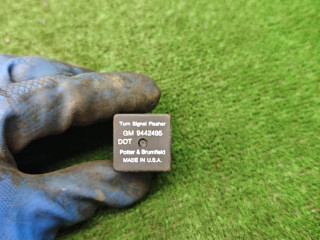 Turn Signal Flasher
GM 9442495
DOT
Potter & Brumfield
MADE IN U.S.A.